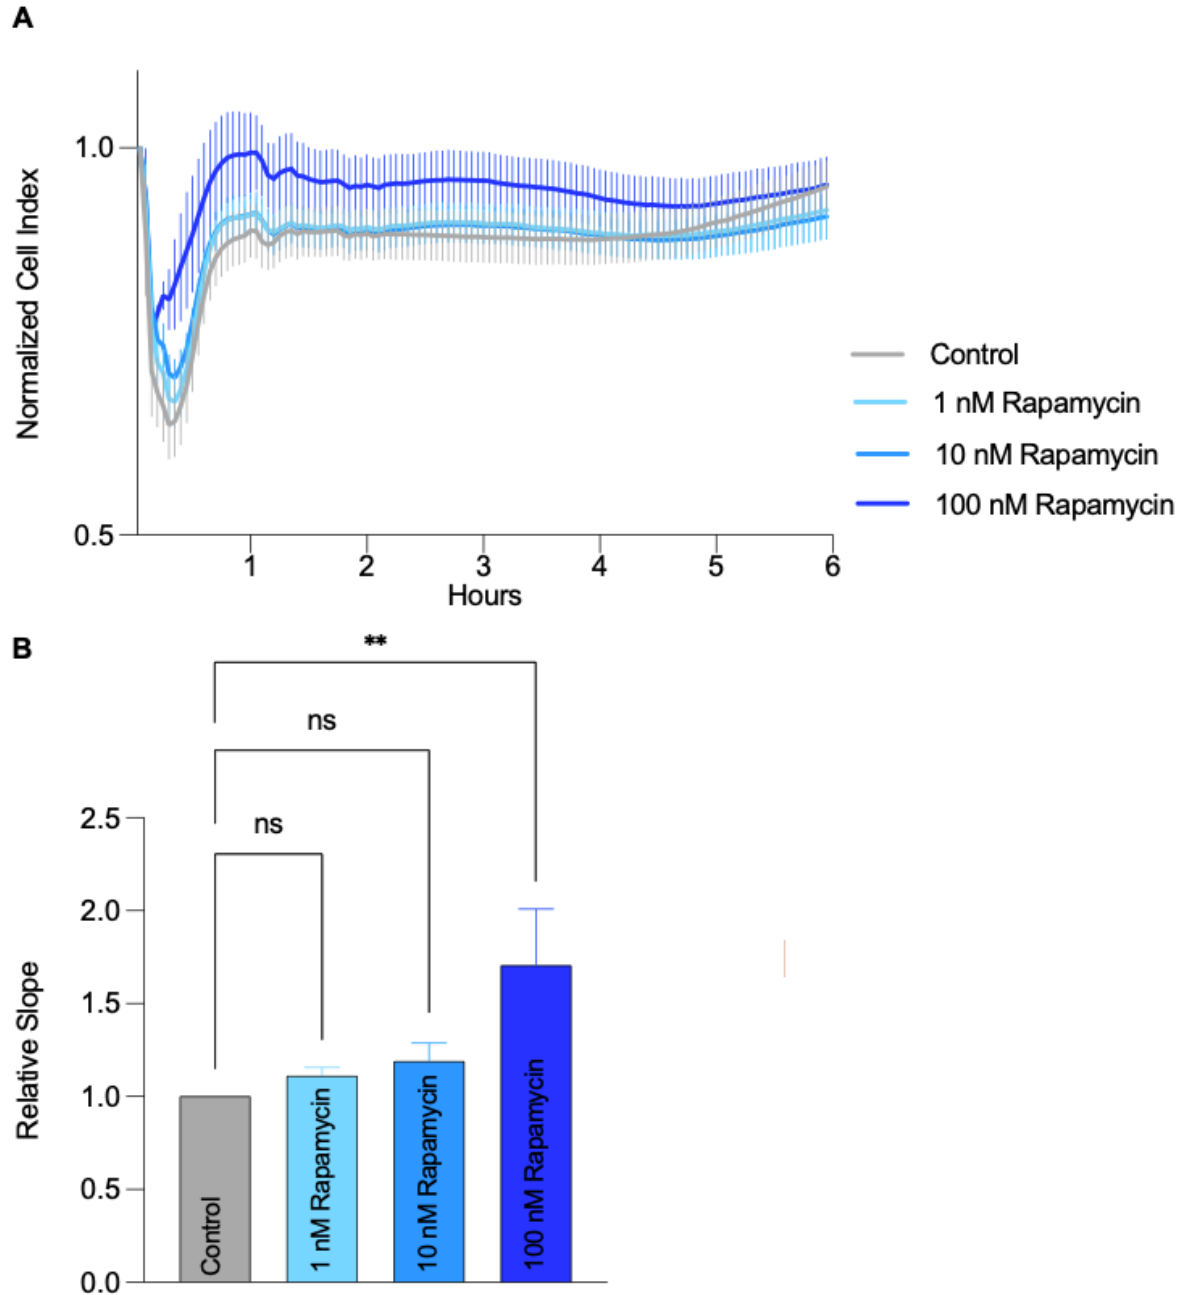 A
Normalized Cell Index
1.0
0.5
1 2 3 4 5 6
Hours
Control
1 nM Rapamycin
10 nM Rapamycin
100 nM Rapamycin
B
**
ns
ns
Relative Slope
2.5
2.0
1.5
1.0
0.5
0.0
Control
1 nM Rapamycin
10 nM Rapamycin
100 nM Rapamycin